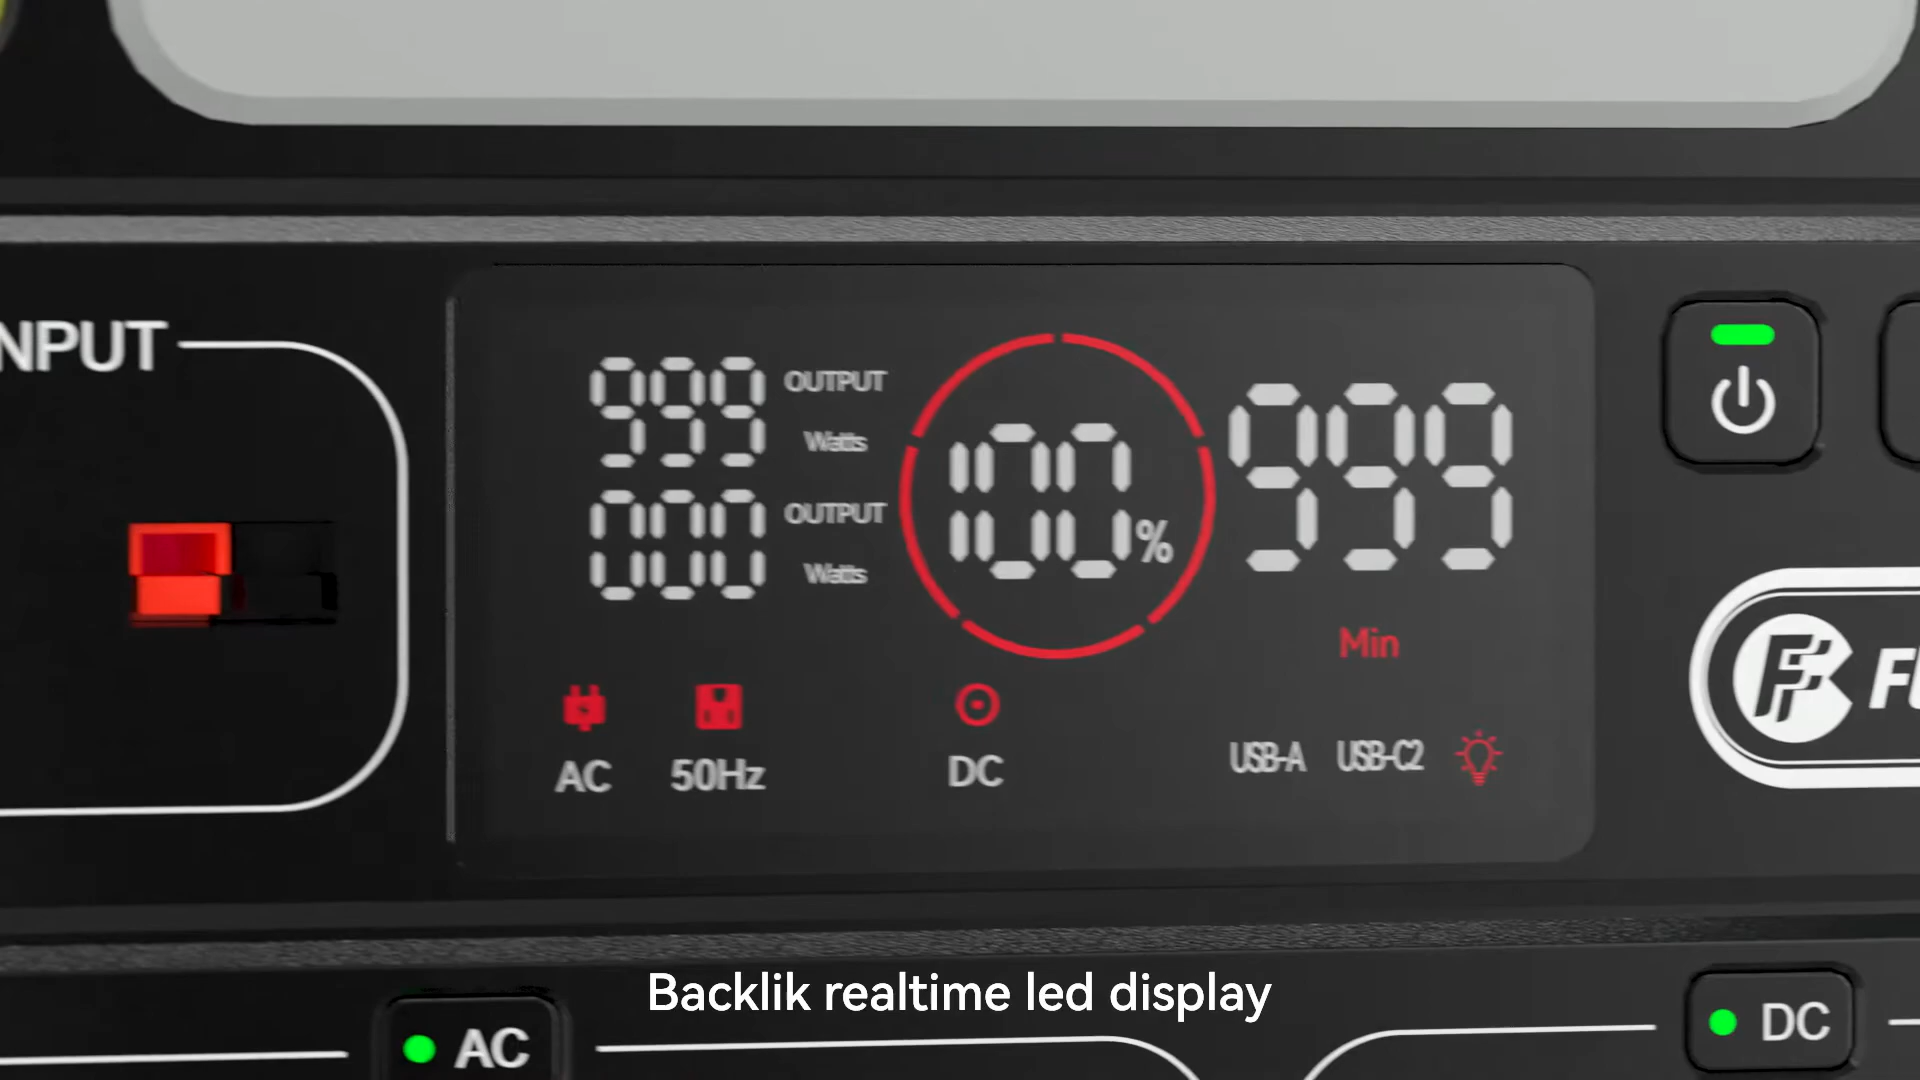 NPUT
999 OUTPUT
Watts
000 OUTPUT
Watts
100%
999
Min
AC
50Hz
DC
USB-A USB-C2
Backlik realtime led display
AC
DC